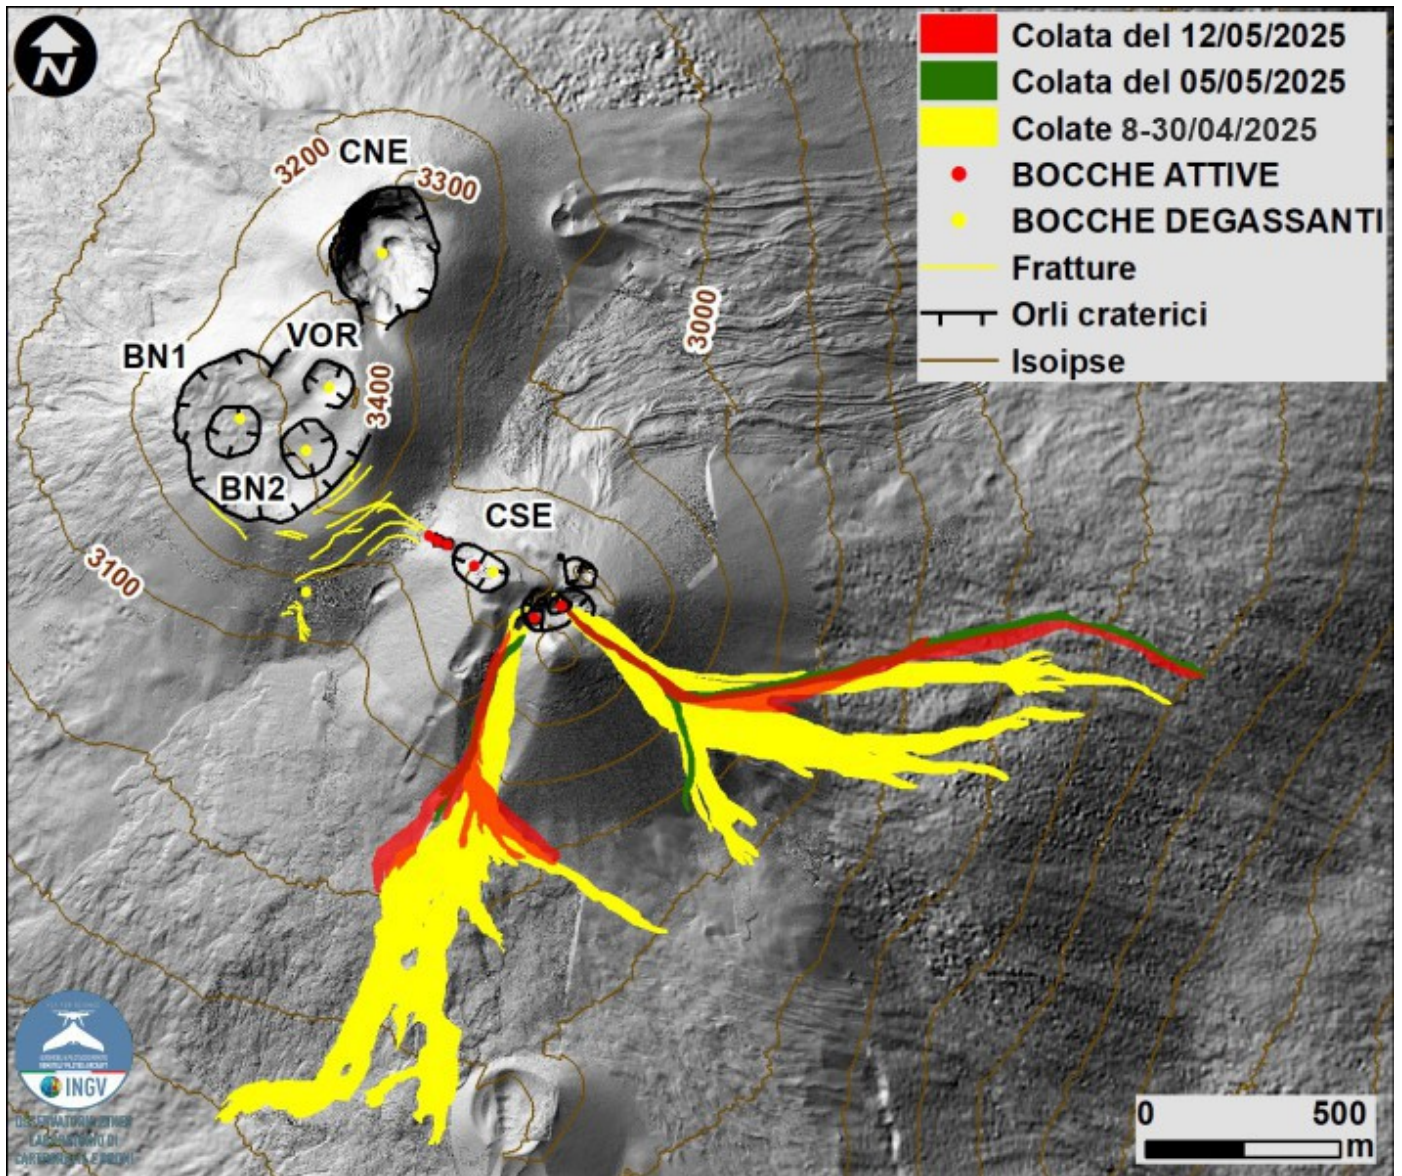 N
Colata del 12/05/2025
Colata del 05/05/2025
Colate 8-30/04/2025
BOCCHE ATTIVE
BOCCHE DEGASSANTI
Fratture
Orli craterici
Isoipse
CNE
3200
3300
3000
VOR
BN1
3400
BN2
CSE
3100
INGV
0 500
m